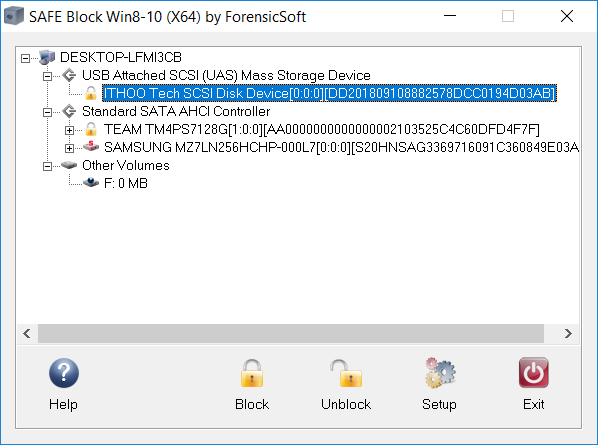 SAFE Block Win8-10 (X64) by ForensicSoft
DESKTOP-LFMI3CB
USB Attached SCSI (UAS) Mass Storage Device
ITHOO Tech SCSI Disk Device[0:0:0][DD201809108882578DCC0194D03AB]
Standard SATA AHCI Controller
TEAM TM4PS7128G[1:0:0][AA0000000000000002103525C4C60DFD4F7F]
SAMSUNG MZ7LN256HCHP-000L7[0:0:0][S20HNSAG3369716091C360849E03A
Other Volumes
F: 0 MB
Help
Block
Unblock
Setup
Exit